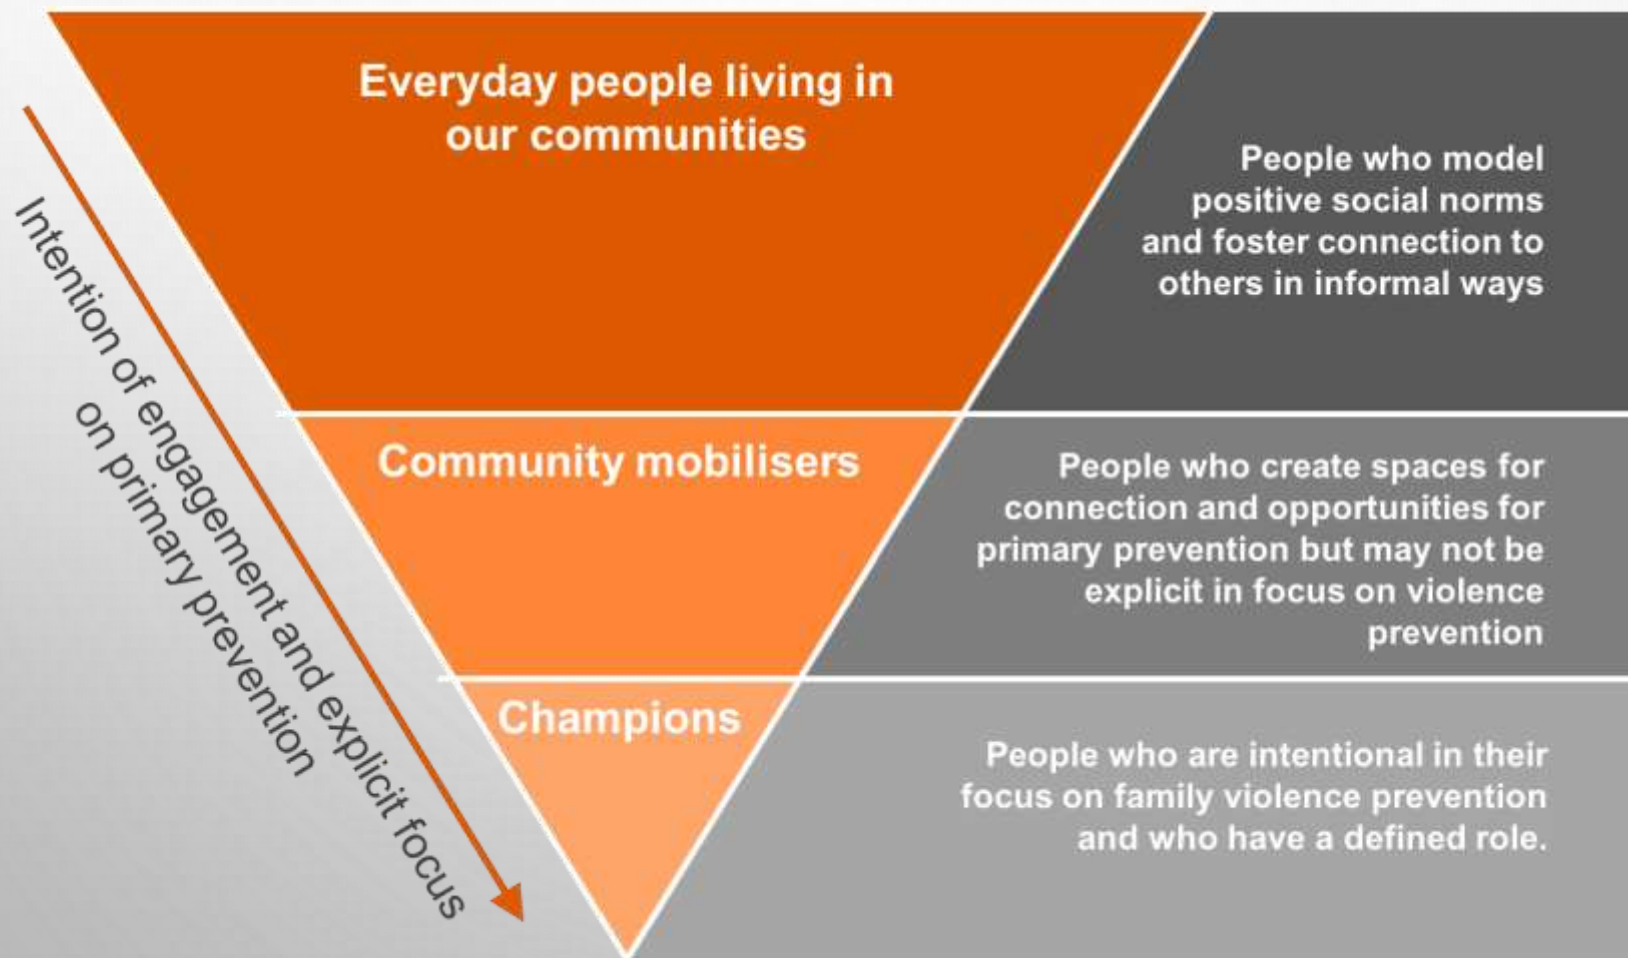 Everyday people living in
our communities
People who model
positive social norms
and foster connection to
others in informal ways
Intention of engagement and explicit focus
on primary prevention
Community mobilisers
People who create spaces for
connection and opportunities for
primary prevention but may not be
explicit in focus on violence
prevention
Champions
People who are intentional in their
focus on family violence prevention
and who have a defined role.